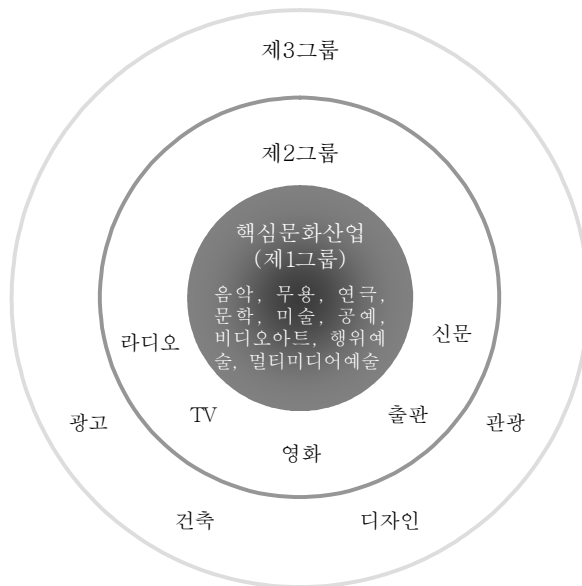 제3그룹
제2그룹
핵심문화산업
(제1그룹)
음악, 무용, 연극,
문학, 미술, 공예,
비디오아트, 행위예
술, 멀티미디어예술
라디오
신문
TV
출판
영화
광고
관광
건축
디자인